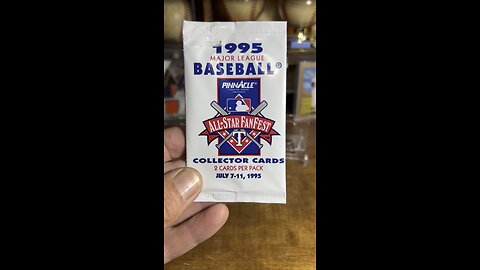 1995
MAJOR LEAGUE
BASEBALL®
PINNACLE
ALL★STAR FANFEST
T
COLLECTOR CARDS
2 CARDS PER PACK
JULY 7-11, 1995